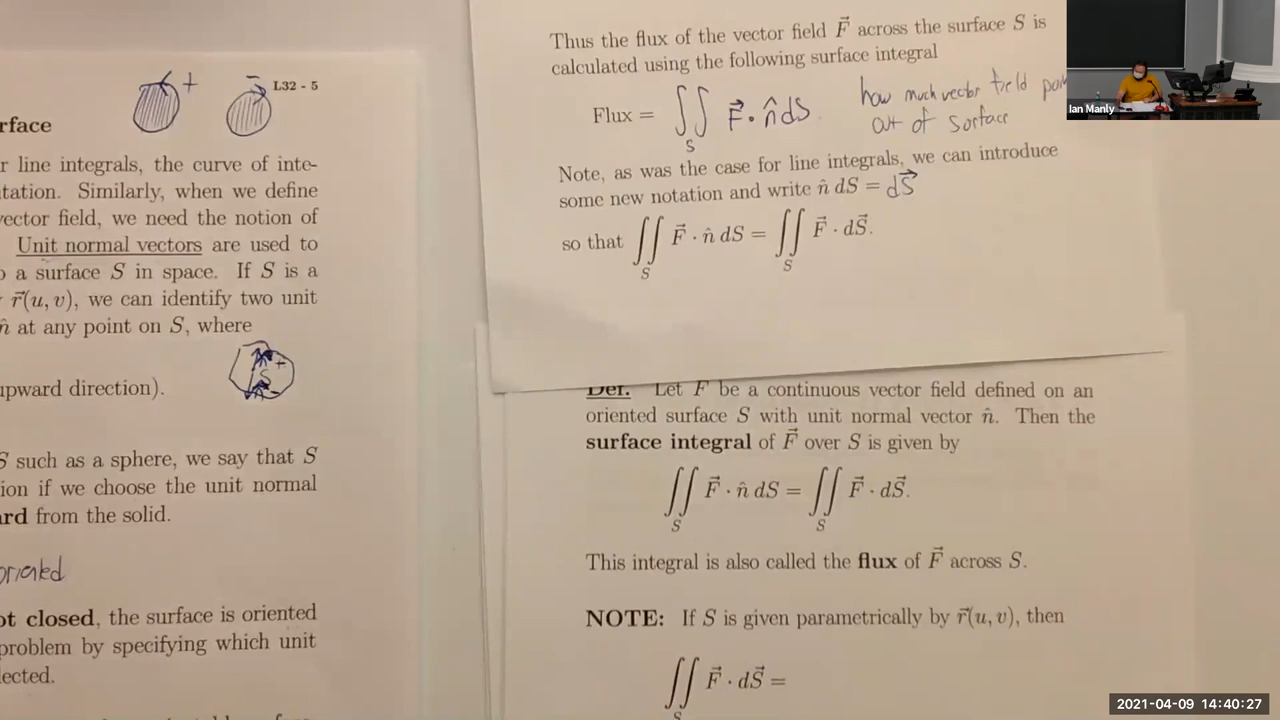 L32 - 5
+
−
rface
r line integrals, the curve of inte-
tation. Similarly, when we define
vector field, we need the notion of
Unit normal vectors are used to
o a surface S in space. If S is a
r⃗(u, v), we can identify two unit
n̂ at any point on S, where
+
S
upward direction).
S such as a sphere, we say that S
ion if we choose the unit normal
ard from the solid.
oriented
ot closed, the surface is oriented
problem by specifying which unit
lected.
Thus the flux of the vector field F⃗ across the surface S is
calculated using the following surface integral
Flux = ∬_S F⃗ · n̂ dS
how much vector field
out of surface
Note, as was the case for line integrals, we can introduce
some new notation and write n̂ dS = dS⃗
so that ∬_S F⃗ · n̂ dS = ∬_S F⃗ · dS⃗.
Def. Let F be a continuous vector field defined on an
oriented surface S with unit normal vector n̂. Then the
surface integral of F⃗ over S is given by
∬_S F⃗ · n̂ dS = ∬_S F⃗ · dS⃗.
This integral is also called the flux of F⃗ across S.
NOTE: If S is given parametrically by r⃗(u, v), then
∬_S F⃗ · dS⃗ =
Ian Manly
2021-04-09 14:40:27